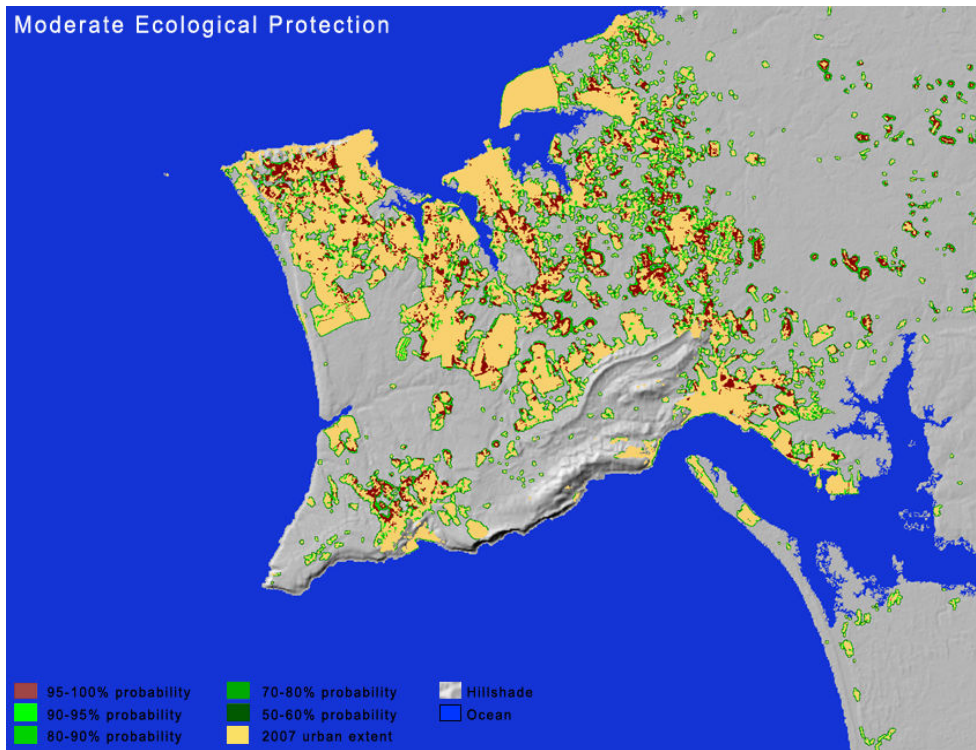 Moderate Ecological Protection
95-100% probability
90-95% probability
80-90% probability
70-80% probability
50-60% probability
2007 urban extent
Hillshade
Ocean